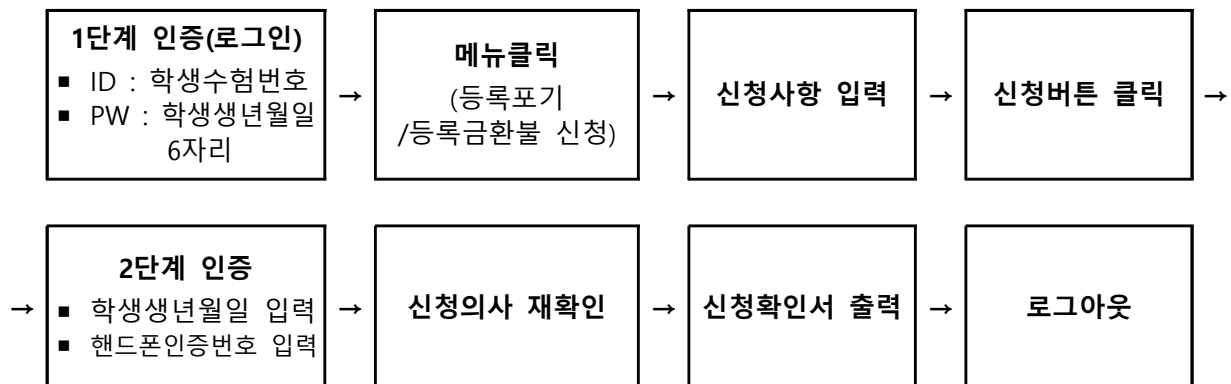 1단계 인증(로그인)
■ ID : 학생수험번호
■ PW : 학생생년월일
6자리
→
메뉴클릭
(등록포기
/등록금환불 신청)
→
신청사항 입력
→
신청버튼 클릭
→
→
2단계 인증
■ 학생생년월일 입력
■ 핸드폰인증번호 입력
→
신청의사 재확인
→
신청확인서 출력
→
로그아웃